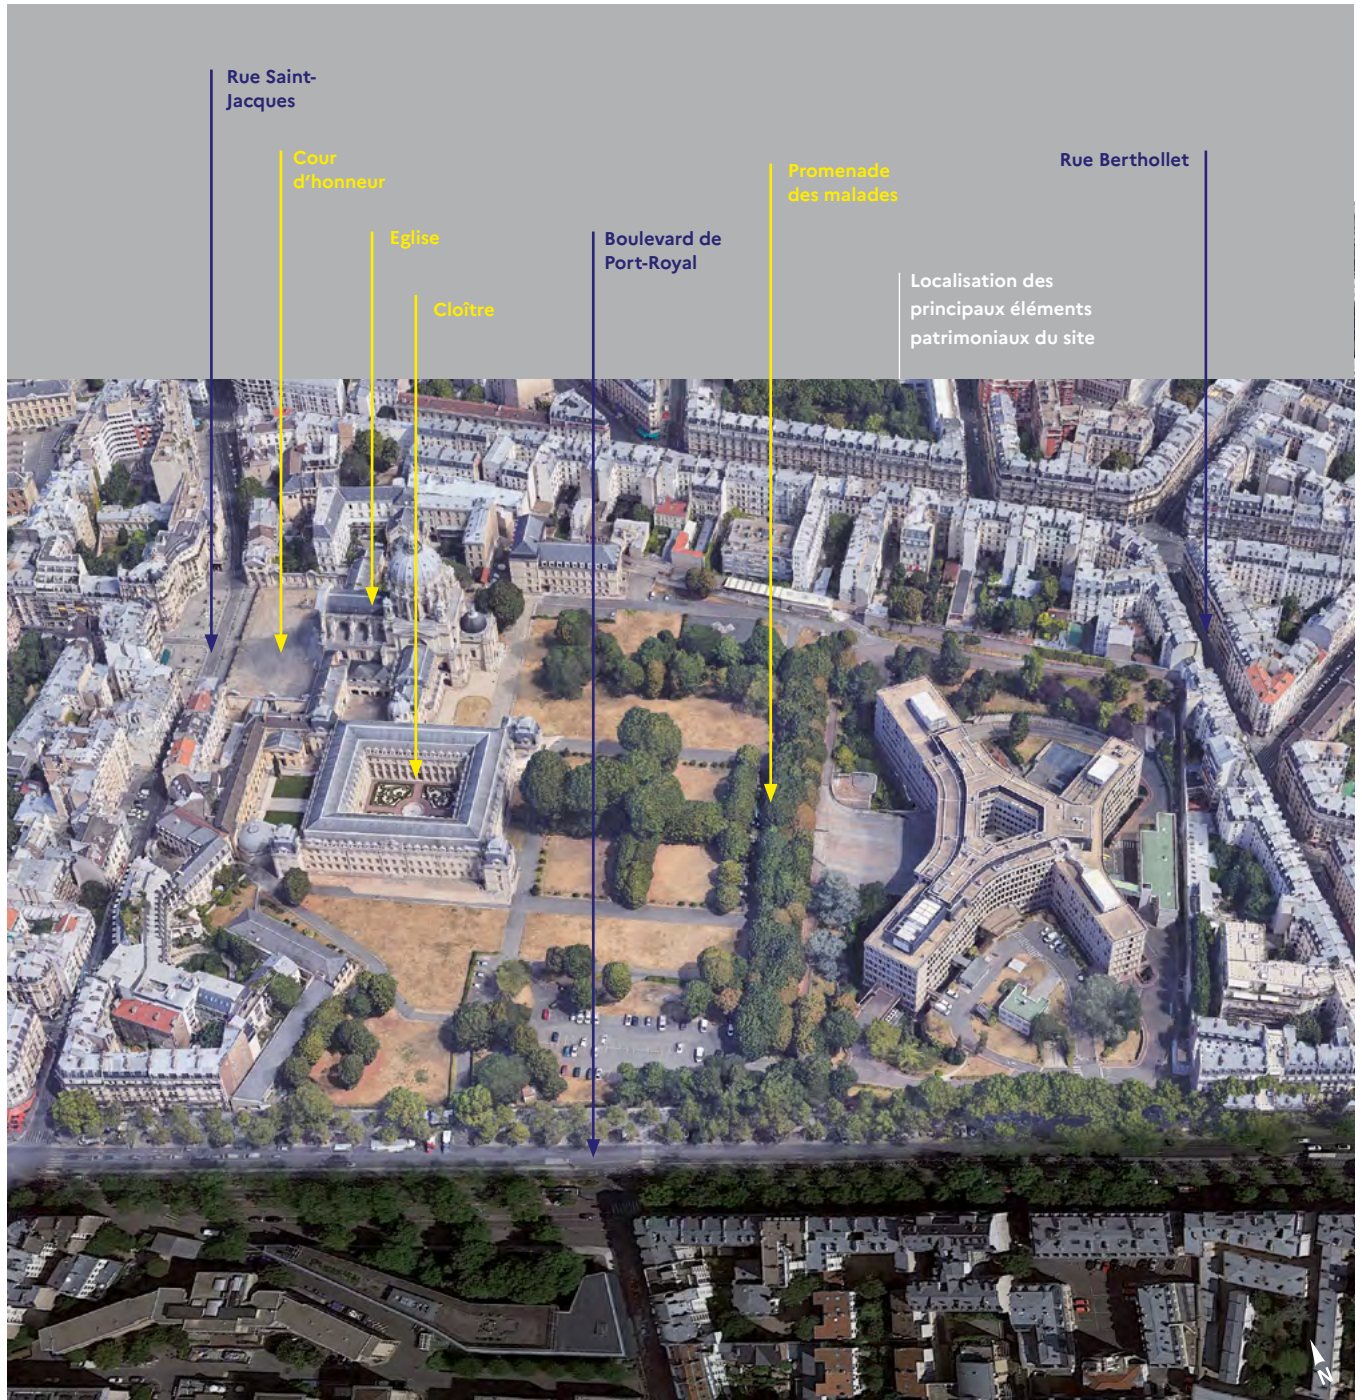 Rue Saint-
Jacques
Cour
d'honneur
Promenade
des malades
Rue Berthollet
Eglise
Boulevard de
Port-Royal
Cloître
Localisation des
principaux éléments
patrimoniaux du site
N